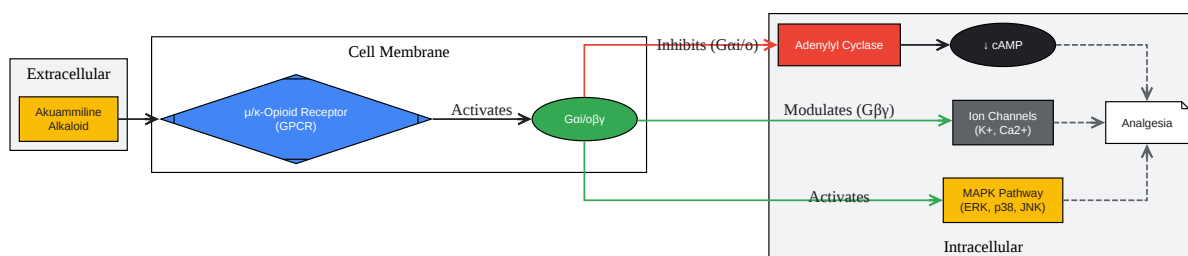 Extracellular
Akuammiline
Alkaloid
Cell Membrane
μ/κ-Opioid Receptor
(GPCR)
Activates
Gαi/oβγ
Inhibits (Gαi/o)
Adenylyl Cyclase
↓ cAMP
Modulates (Gβγ)
Ion Channels
(K+, Ca2+)
Analgesia
Activates
MAPK Pathway
(ERK, p38, JNK)
Intracellular